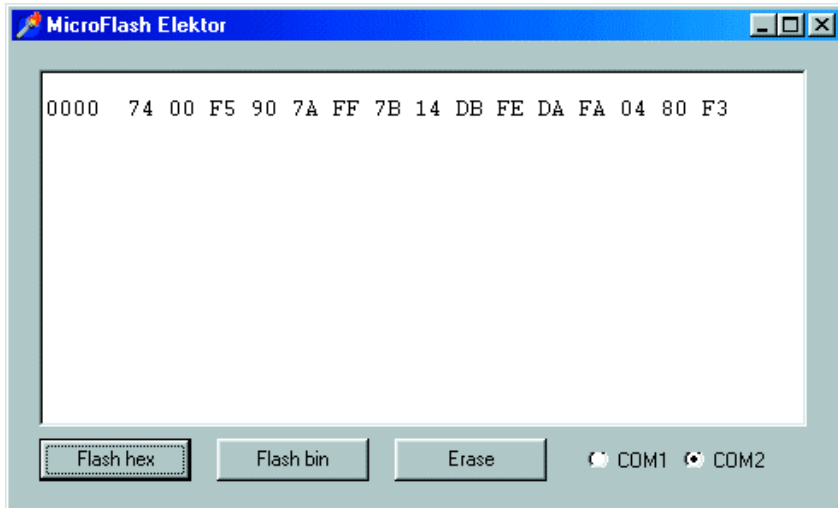 MicroFlash Elektor
0000 74 00 F5 90 7A FF 7B 14 DB FE DA FA 04 80 F3
Flash hex Flash bin Erase COM1 COM2